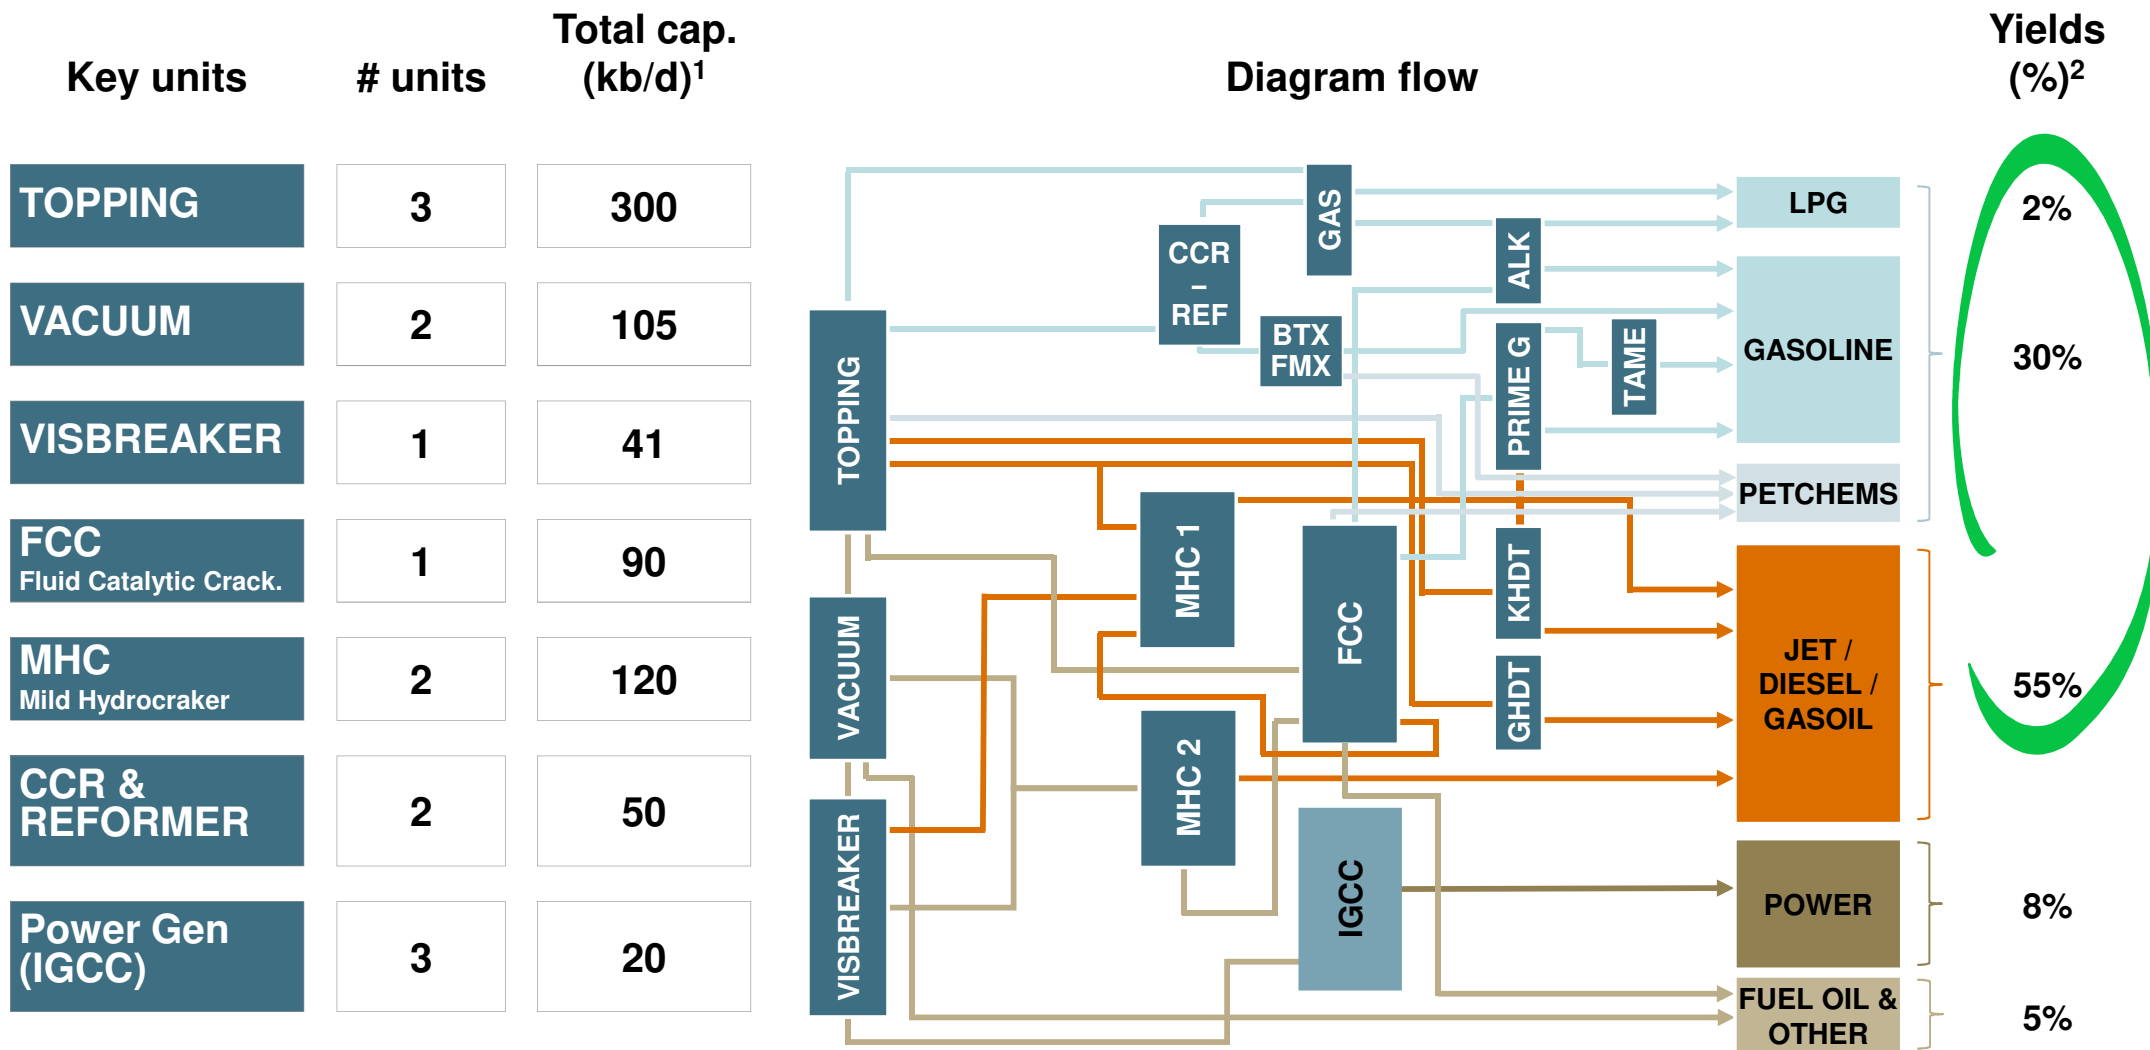 Key units
# units
Total cap.
(kb/d)¹
Diagram flow
Yields
(%)²
TOPPING
3
300
VACUUM
2
105
VISBREAKER
1
41
FCC
Fluid Catalytic Crack.
1
90
MHC
Mild Hydrocraker
2
120
CCR &
REFORMER
2
50
Power Gen
(IGCC)
3
20
TOPPING
VACUUM
VISBREAKER
CCR
–
REF
BTX
FMX
GAS
ALK
PRIME G
TAME
MHC 1
MHC 2
FCC
KHDT
GHDT
IGCC
LPG
GASOLINE
PETCHEMS
JET /
DIESEL /
GASOIL
POWER
FUEL OIL &
OTHER
2%
30%
55%
8%
5%